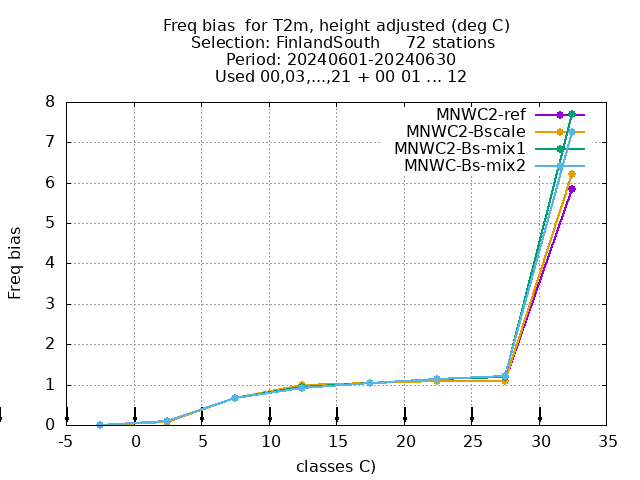 Freq bias  for T2m, height adjusted (deg C)
Selection: FinlandSouth     72 stations
Period: 20240601-20240630
Used 00,03,...,21 + 00 01 ... 12
MNWC2-ref
MNWC2-Bscale
MNWC2-Bs-mix1
MNWC-Bs-mix2
Freq bias
8
7
6
5
4
3
2
1
0
-5 0 5 10 15 20 25 30 35
classes C)